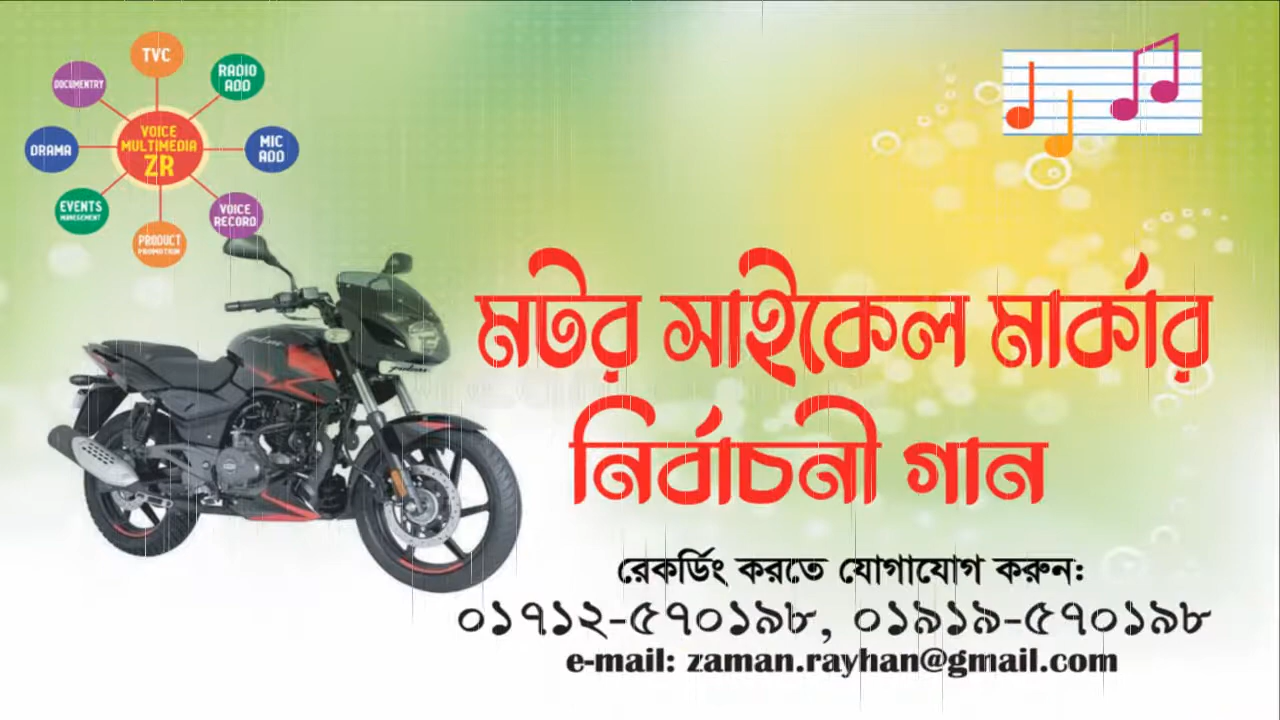 TVC
DOCUMENTRY
RADIO
ADD
DRAMA
VOICE
MULTIMEDIA
ZR
MIC
ADD
EVENTS
MANEGEMENT
VOICE
RECORD
PRODUCT
PROMOTION
মটর সাইকেল মার্কার
নির্বাচনী গান
রেকর্ডিং করতে যোগাযোগ করুন:
০১৭১২-৫৭০১৯৮, ০১৯১৯-৫৭০১৯৮
e-mail: zaman.rayhan@gmail.com